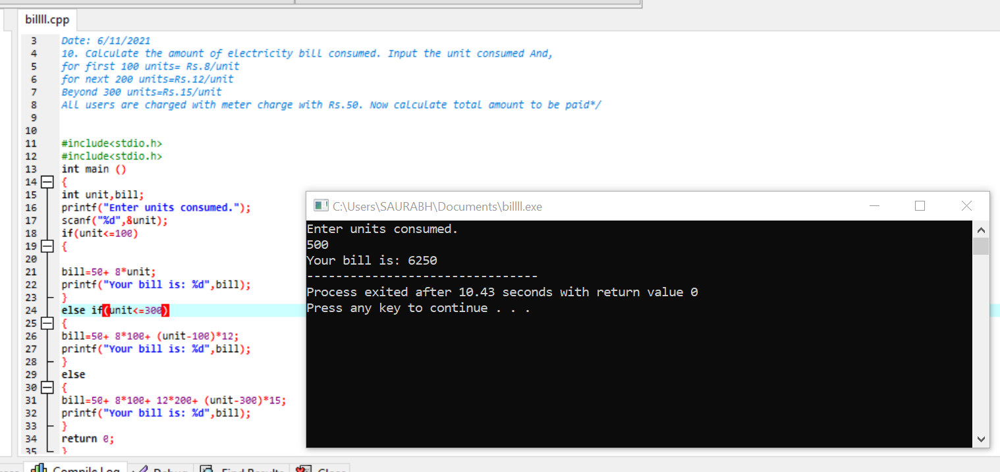 billll.cpp
3 Date: 6/11/2021
4 10. Calculate the amount of electricity bill consumed. Input the unit consumed And,
5 for first 100 units= Rs.8/unit
6 for next 200 units=Rs.12/unit
7 Beyond 300 units=Rs.15/unit
8 All users are charged with meter charge with Rs.50. Now calculate total amount to be paid*/
9
10
11 #include<stdio.h>
12 #include<stdio.h>
13 int main ()
14 {
15 int unit,bill;
16 printf("Enter units consumed.");
17 scanf("%d",&unit);
18 if(unit<=100)
19 {
20
21 bill=50+ 8*unit;
22 printf("Your bill is: %d",bill);
23 }
24 else if(unit<=300)
25 {
26 bill=50+ 8*100+ (unit-100)*12;
27 printf("Your bill is: %d",bill);
28 }
29 else
30 {
31 bill=50+ 8*100+ 12*200+ (unit-300)*15;
32 printf("Your bill is: %d",bill);
33 }
34 return 0;
35 }
C:\Users\SAURABH\Documents\billll.exe
Enter units consumed.
500
Your bill is: 6250
--------------------------------
Process exited after 10.43 seconds with return value 0
Press any key to continue . . .
Compile Log Debug Find Results Close